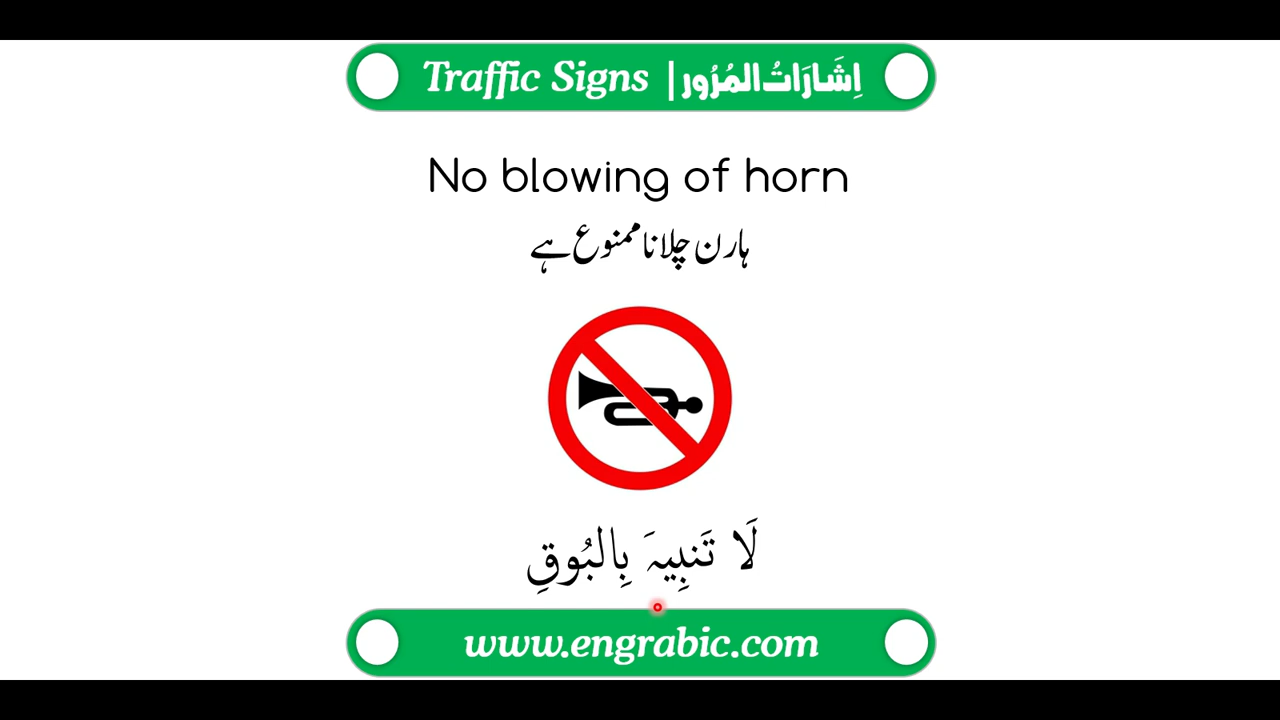 Traffic Signs | اِشَارَاتُ المُرُور
No blowing of horn
ہارن چلانا ممنوع ہے
لَا تَنبِیہَ بِالبُوقِ
www.engrabic.com